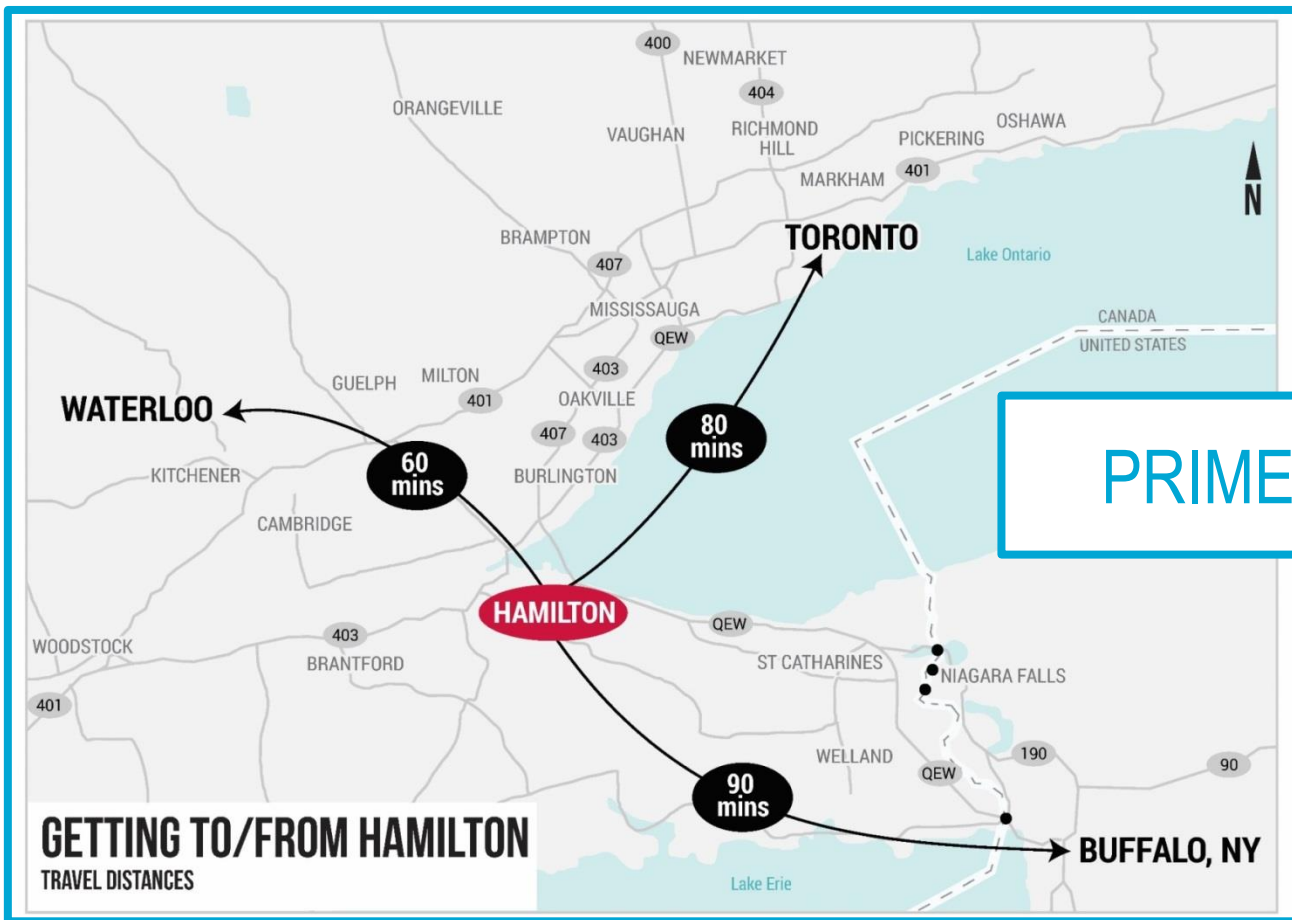 400
NEWMARKET
404
ORANGEVILLE
VAUGHAN
RICHMOND
HILL
OSHAWA
PICKERING
401
MARKHAM
N
BRAMPTON
407
TORONTO
Lake Ontario
MISSISSAUGA
QEW
CANADA
UNITED STATES
GUELPH
MILTON
401
403
OAKVILLE
WATERLOO
80
mins
407
403
60
mins
KITCHENER
BURLINGTON
PRIME
CAMBRIDGE
HAMILTON
QEW
403
WOODSTOCK
BRANTFORD
ST CATHARINES
NIAGARA FALLS
401
WELLAND
QEW
190
90
90
mins
GETTING TO/FROM HAMILTON
TRAVEL DISTANCES
BUFFALO, NY
Lake Erie